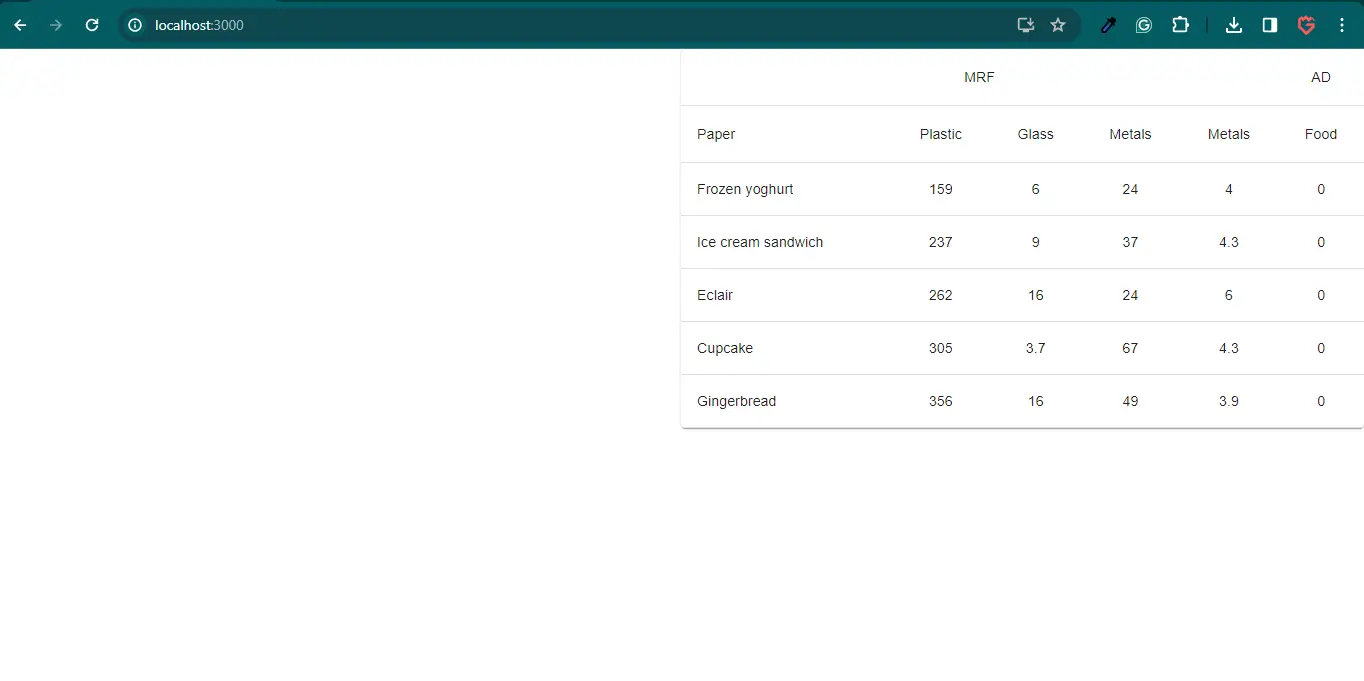 localhost:3000
MRF AD
Paper Plastic Glass Metals Metals Food
Frozen yoghurt 159 6 24 4 0
Ice cream sandwich 237 9 37 4.3 0
Eclair 262 16 24 6 0
Cupcake 305 3.7 67 4.3 0
Gingerbread 356 16 49 3.9 0